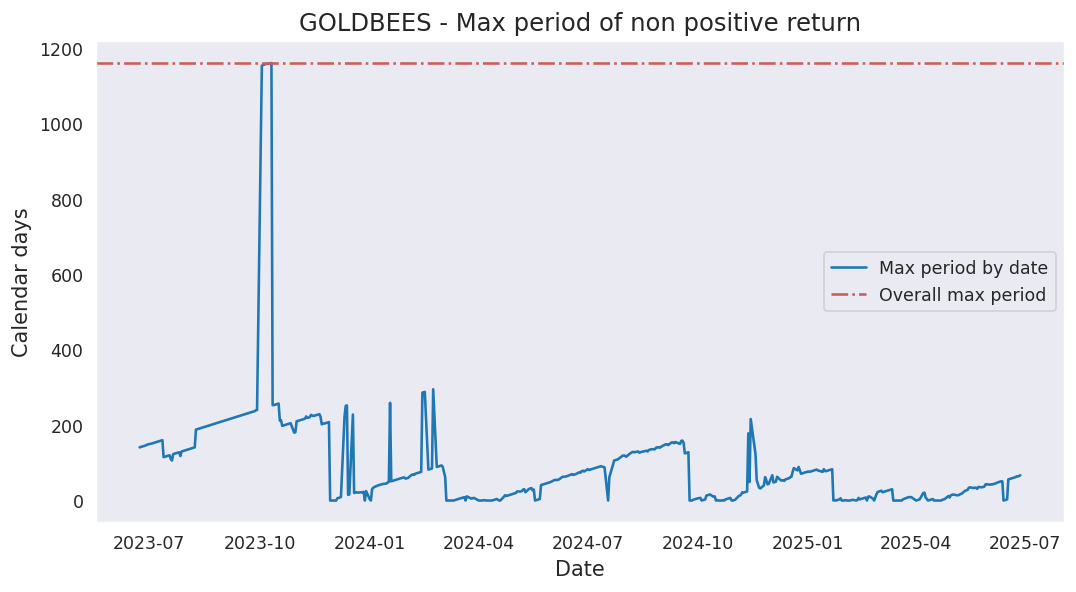 GOLDBEES - Max period of non positive return
1200
1000
800
600
400
200
0
Calendar days
Max period by date
Overall max period
2023-07 2023-10 2024-01 2024-04 2024-07 2024-10 2025-01 2025-04 2025-07
Date